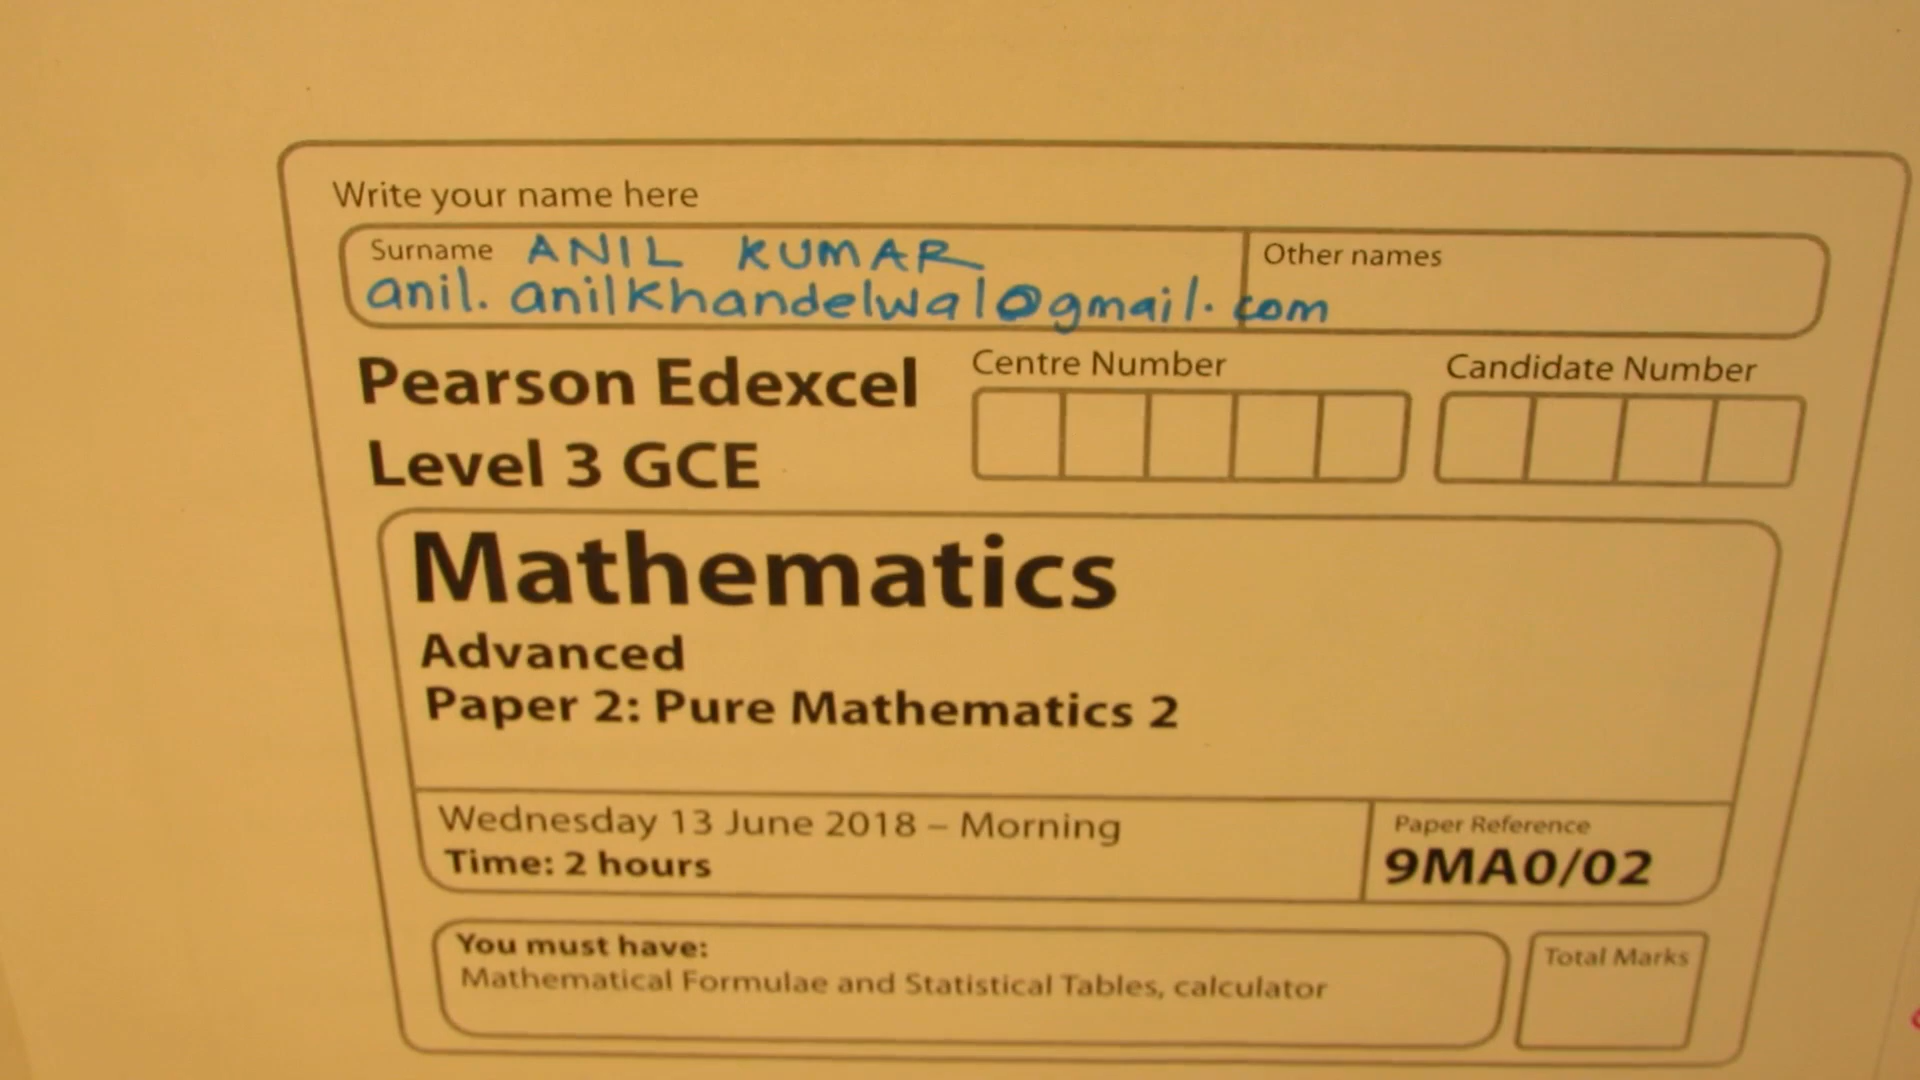 Write your name here
Surname ANIL KUMAR
Other names
anil.anilkhandelwal@gmail.com
Pearson Edexcel
Level 3 GCE
Centre Number
Candidate Number
Mathematics
Advanced
Paper 2: Pure Mathematics 2
Wednesday 13 June 2018 – Morning
Time: 2 hours
Paper Reference
9MA0/02
You must have:
Mathematical Formulae and Statistical Tables, calculator
Total Marks